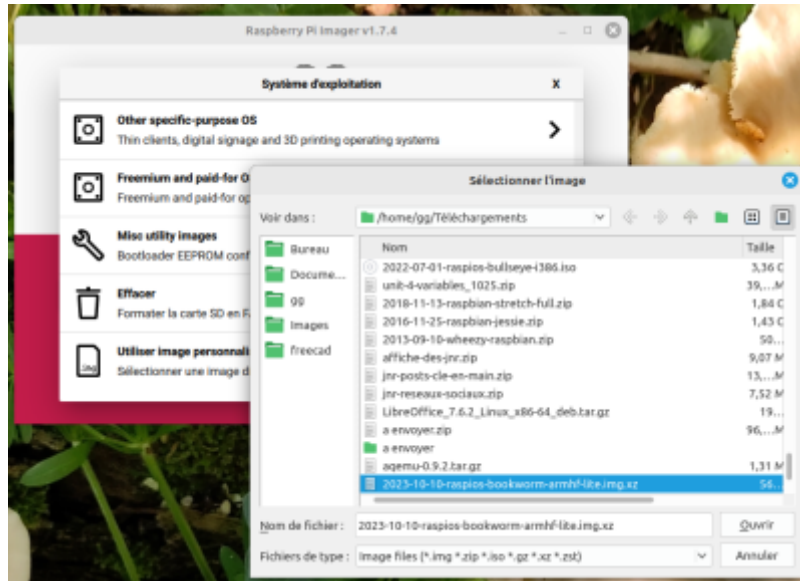 Raspberry Pi Imager v1.7.4
Système d'exploitation
X
Other specific-purpose OS
Thin clients, digital signage and 3D printing operating systems
Freemium and paid-for O
Freemium and paid-for op
Misc utility images
Bootloader EEPROM conf
Effacer
Formater la carte SD en FA
Utiliser image personnali
Sélectionner une image d
Sélectionner l'image
Voir dans : /home/gg/Téléchargements
Bureau
Docume...
gg
Images
freecad
Nom Taille
2022-07-01-raspios-bullseye-i386.iso 3,36 G
unit-4-variables_1025.zip 39,...M
2018-11-13-raspbian-stretch-full.zip 1,84 G
2016-11-25-raspbian-jessie.zip 1,43 G
2013-09-10-wheezy-raspbian.zip 50...
affiche-des-jnr.zip 9,07 M
jnr-posts-cle-en-main.zip 13,...M
jnr-reseaux-sociaux.zip 7,52 M
LibreOffice_7.6.2_Linux_x86-64_deb.tar.gz 19...
a envoyer.zip 96,...M
a envoyer
aqemu-0.9.2.tar.gz 1,31 M
2023-10-10-raspios-bookworm-armhf-lite.img.xz 56...
Nom de fichier : 2023-10-10-raspios-bookworm-armhf-lite.img.xz Ouvrir
Fichiers de type : Image files (*.img *.zip *.iso *.gz *.xz *.zst) Annuler